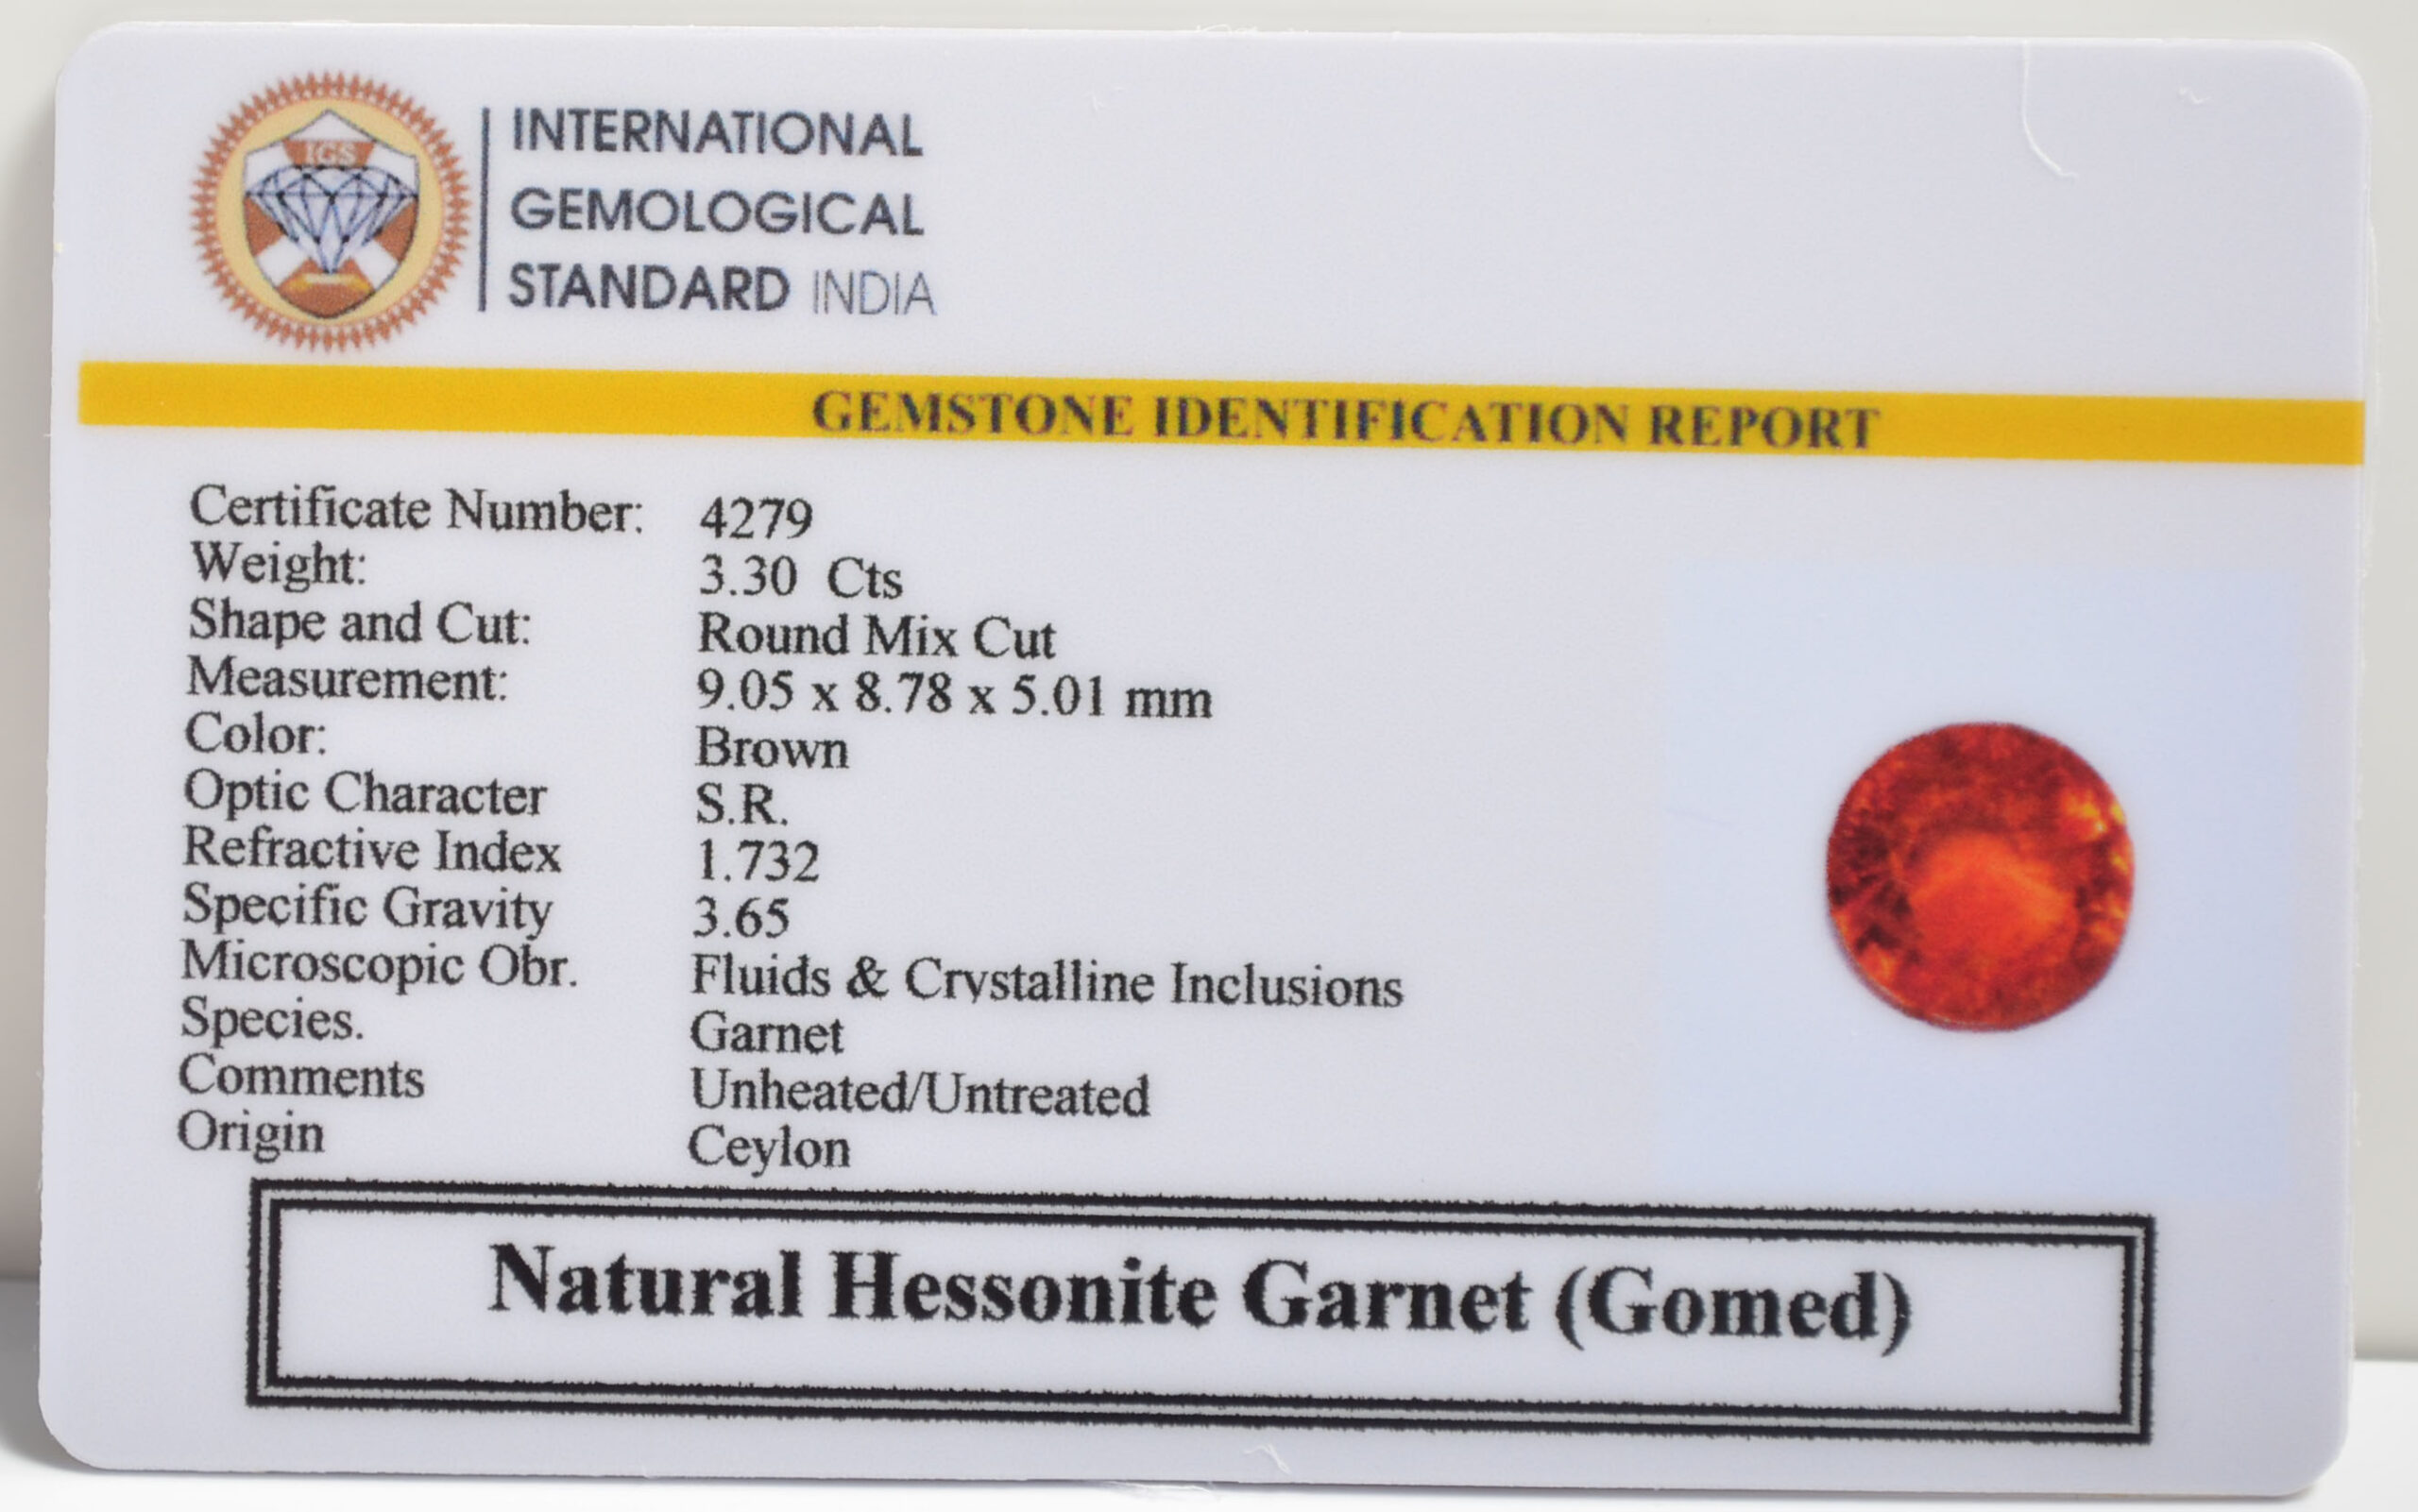 IGS
INTERNATIONAL
GEMOLOGICAL
STANDARD INDIA
GEMSTONE IDENTIFICATION REPORT
Certificate Number: 4279
Weight: 3.30 Cts
Shape and Cut: Round Mix Cut
Measurement: 9.05 x 8.78 x 5.01 mm
Color: Brown
Optic Character S.R.
Refractive Index 1.732
Specific Gravity 3.65
Microscopic Obr. Fluids & Crystalline Inclusions
Species. Garnet
Comments Unheated/Untreated
Origin Ceylon
Natural Hessonite Garnet (Gomed)